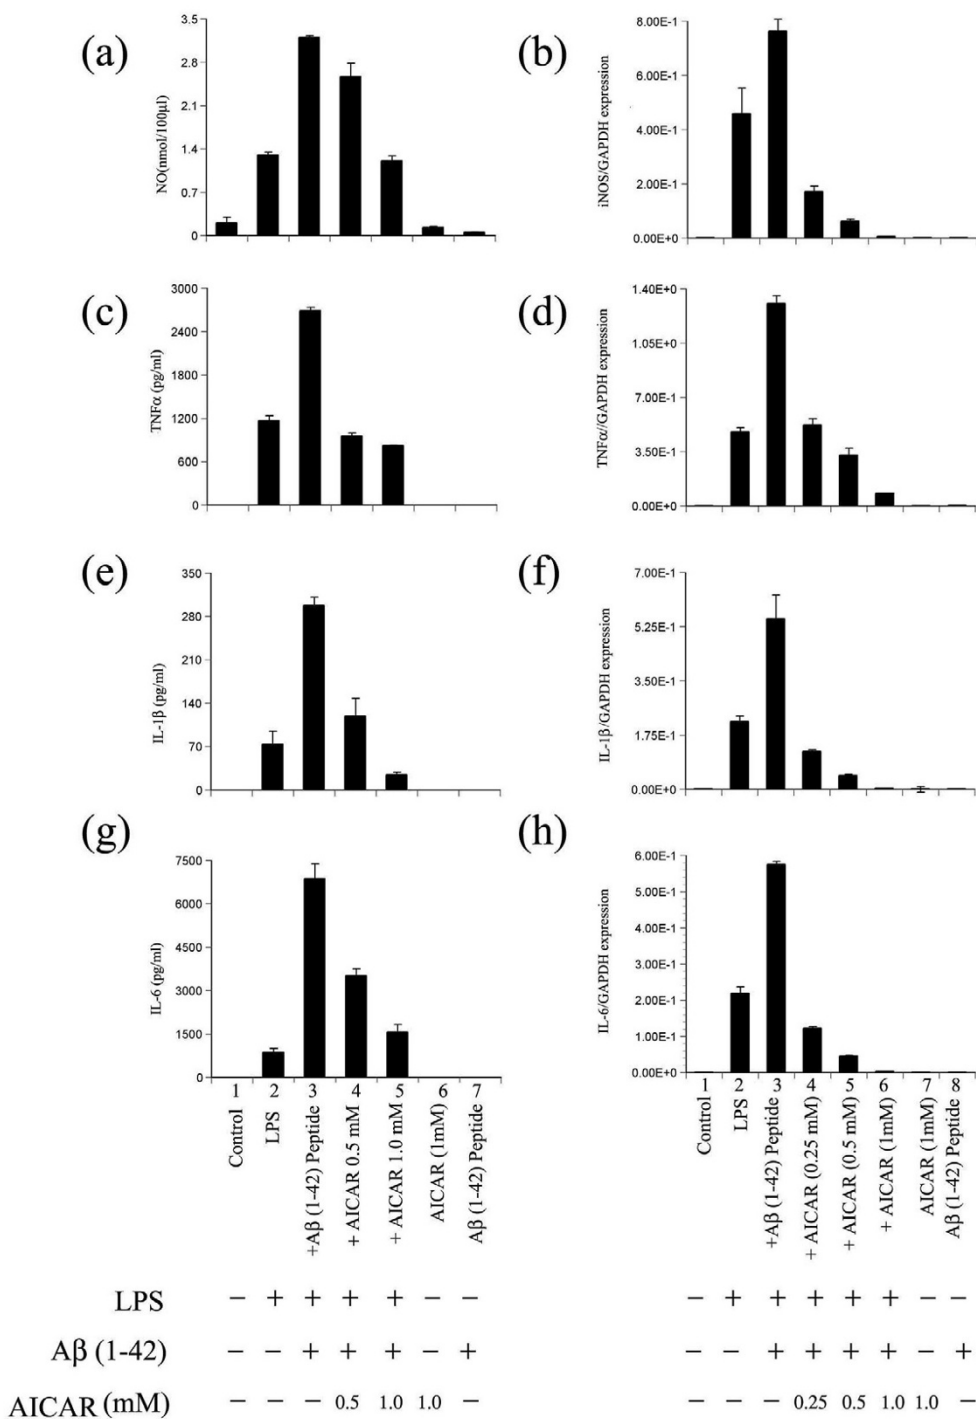 (a)
3.5
2.8
2.1
1.4
0.7
0
NO(nmol/100μl)
(b)
8.00E-1
6.00E-1
4.00E-1
2.00E-1
0.00E+0
iNOS/GAPDH expression
(c)
3000
2400
1800
1200
600
0
TNFα (pg/ml)
(d)
1.40E+0
1.05E+0
7.00E-1
3.50E-1
0.00E+0
TNFα//GAPDH expression
(e)
350
280
210
140
70
0
IL-1β (pg/ml)
(f)
7.00E-1
5.25E-1
3.50E-1
1.75E-1
0.00E+0
IL-1β/GAPDH expression
(g)
7500
6000
4500
3000
1500
0
IL-6 (pg/ml)
1 2 3 4 5 6 7
Control
LPS
+Aβ (1-42) Peptide
+ AICAR 0.5 mM
+ AICAR 1.0 mM
AICAR (1mM)
Aβ (1-42) Peptide
(h)
6.00E-1
5.00E-1
4.00E-1
3.00E-1
2.00E-1
1.00E-1
0.00E+0
IL-6/GAPDH expression
1 2 3 4 5 6 7 8
Control
LPS
+Aβ (1-42) Peptide
+ AICAR (0.25 mM)
+ AICAR (0.5 mM)
+ AICAR (1mM)
AICAR (1mM)
Aβ (1-42) Peptide
LPS − + + + + − − − + + + + + − −
Aβ (1-42) − − + + + − + − − + + + + − +
AICAR (mM) − − − 0.5 1.0 1.0 − − − − 0.25 0.5 1.0 1.0 −